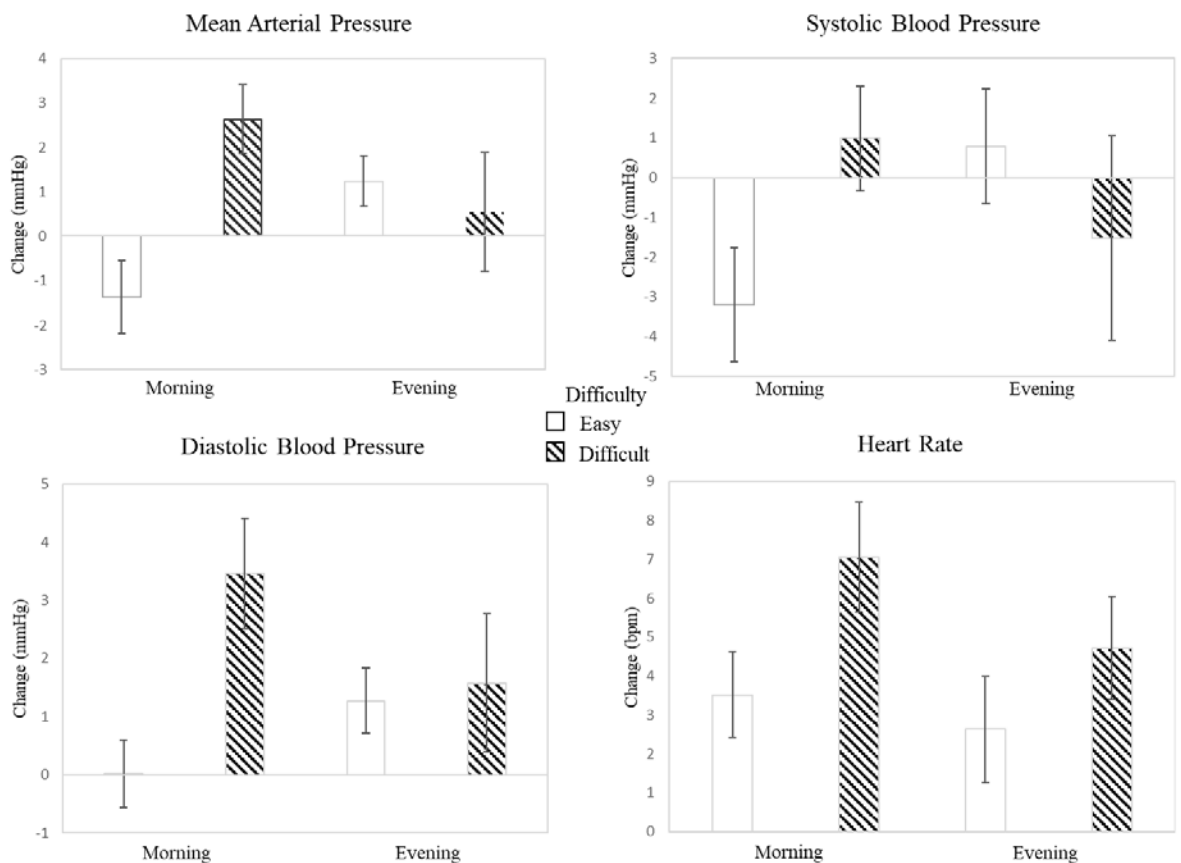 Mean Arterial Pressure
Change (mmHg)
4
3
2
1
0
-1
-2
-3
Morning Evening
Systolic Blood Pressure
Change (mmHg)
3
2
1
0
-1
-2
-3
-4
-5
Morning Evening
Difficulty
Easy
Difficult
Diastolic Blood Pressure
Change (mmHg)
5
4
3
2
1
0
-1
Morning Evening
Heart Rate
Change (bpm)
9
8
7
6
5
4
3
2
1
0
Morning Evening